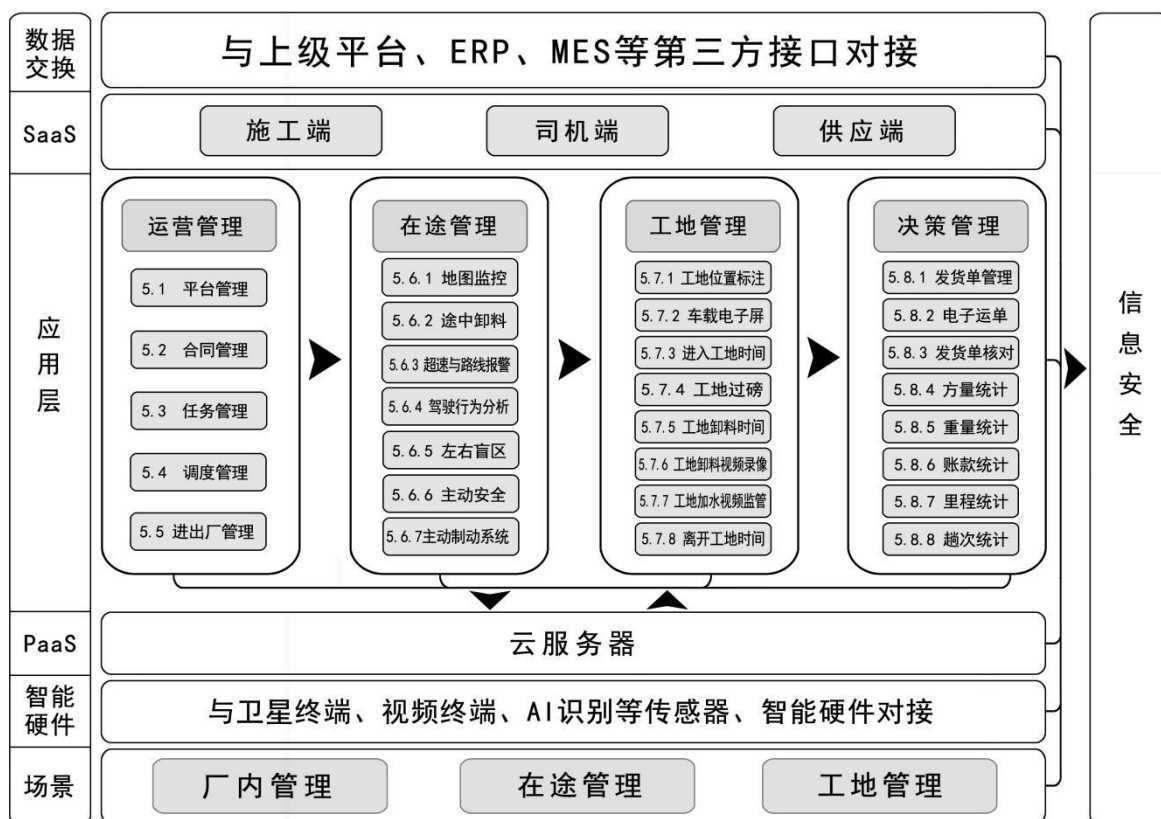 数据
交换
与上级平台、ERP、MES等第三方接口对接
SaaS
施工端
司机端
供应端
应用层
运营管理
5.1 平台管理
5.2 合同管理
5.3 任务管理
5.4 调度管理
5.5 进出厂管理
在途管理
5.6.1 地图监控
5.6.2 途中卸料
5.6.3 超速与路线报警
5.6.4 驾驶行为分析
5.6.5 左右盲区
5.6.6 主动安全
5.6.7主动制动系统
工地管理
5.7.1 工地位置标注
5.7.2 车载电子屏
5.7.3 进入工地时间
5.7.4 工地过磅
5.7.5 工地卸料时间
5.7.6 工地卸料视频录像
5.7.7 工地加水视频监管
5.7.8 离开工地时间
决策管理
5.8.1 发货单管理
5.8.2 电子运单
5.8.3 发货单核对
5.8.4 方量统计
5.8.5 重量统计
5.8.6 账款统计
5.8.7 里程统计
5.8.8 趟次统计
PaaS
云服务器
智能
硬件
与卫星终端、视频终端、AI识别等传感器、智能硬件对接
场景
厂内管理
在途管理
工地管理
信息安全